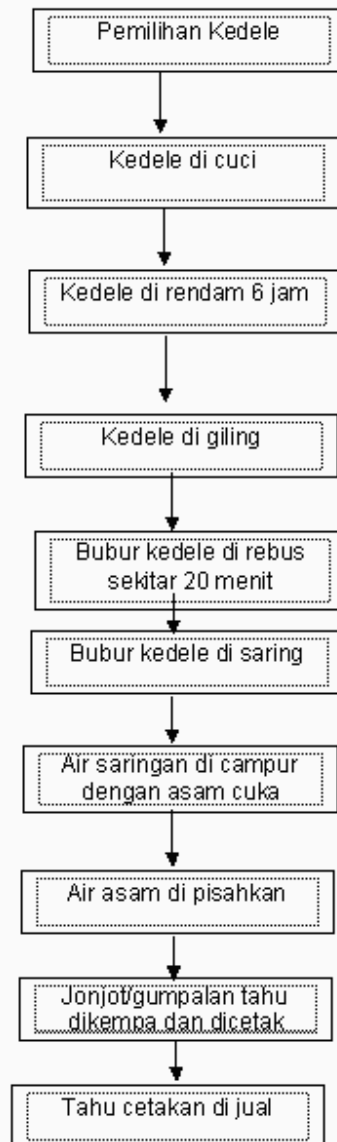 Pemilihan Kedele
Kedele di cuci
Kedele di rendam 6 jam
Kedele di giling
Bubur kedele di rebus
sekitar 20 menit
Bubur kedele di saring
Air saringan di campur
dengan asam cuka
Air asam di pisahkan
Jonjot/gumpalan tahu
dikempa dan dicetak
Tahu cetakan di jual